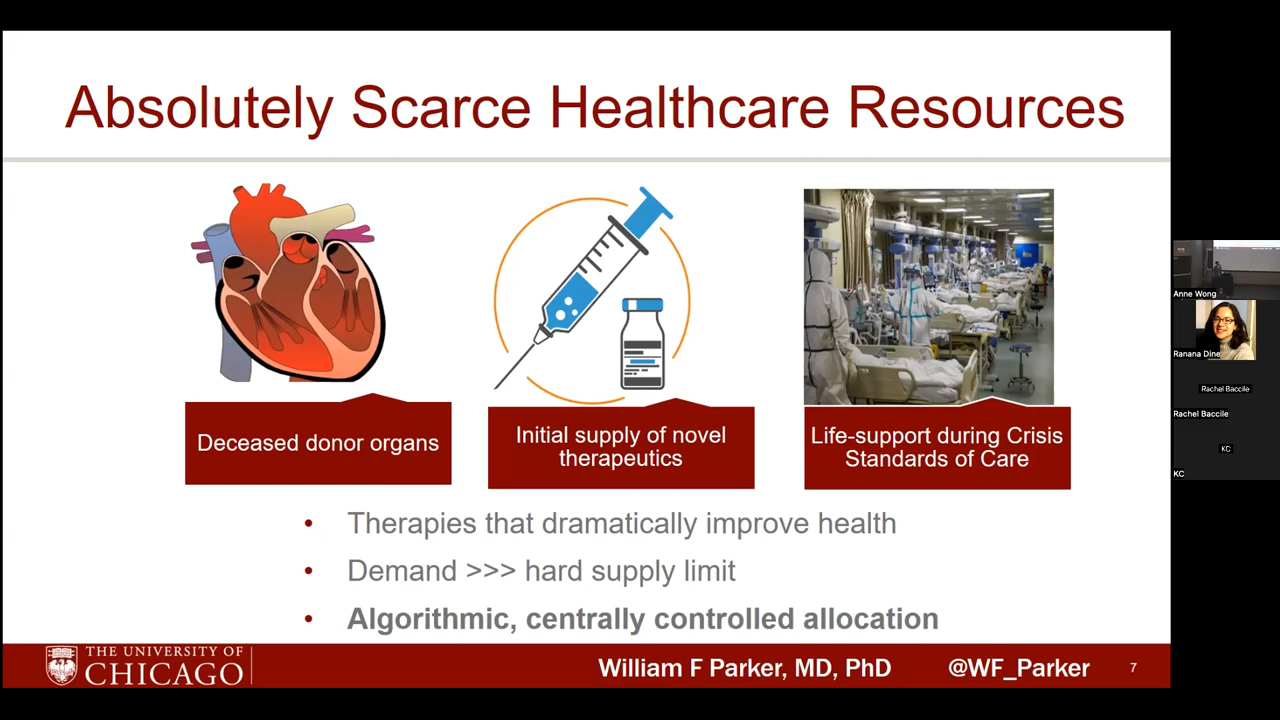 Absolutely Scarce Healthcare Resources
Deceased donor organs
Initial supply of novel
therapeutics
Life-support during Crisis
Standards of Care
• Therapies that dramatically improve health
• Demand >>> hard supply limit
• Algorithmic, centrally controlled allocation
THE UNIVERSITY OF
CHICAGO
William F Parker, MD, PhD
@WF_Parker
7
Anne Wong
Ranana Dine
Rachel Baccile
Rachel Baccile
KC
KC